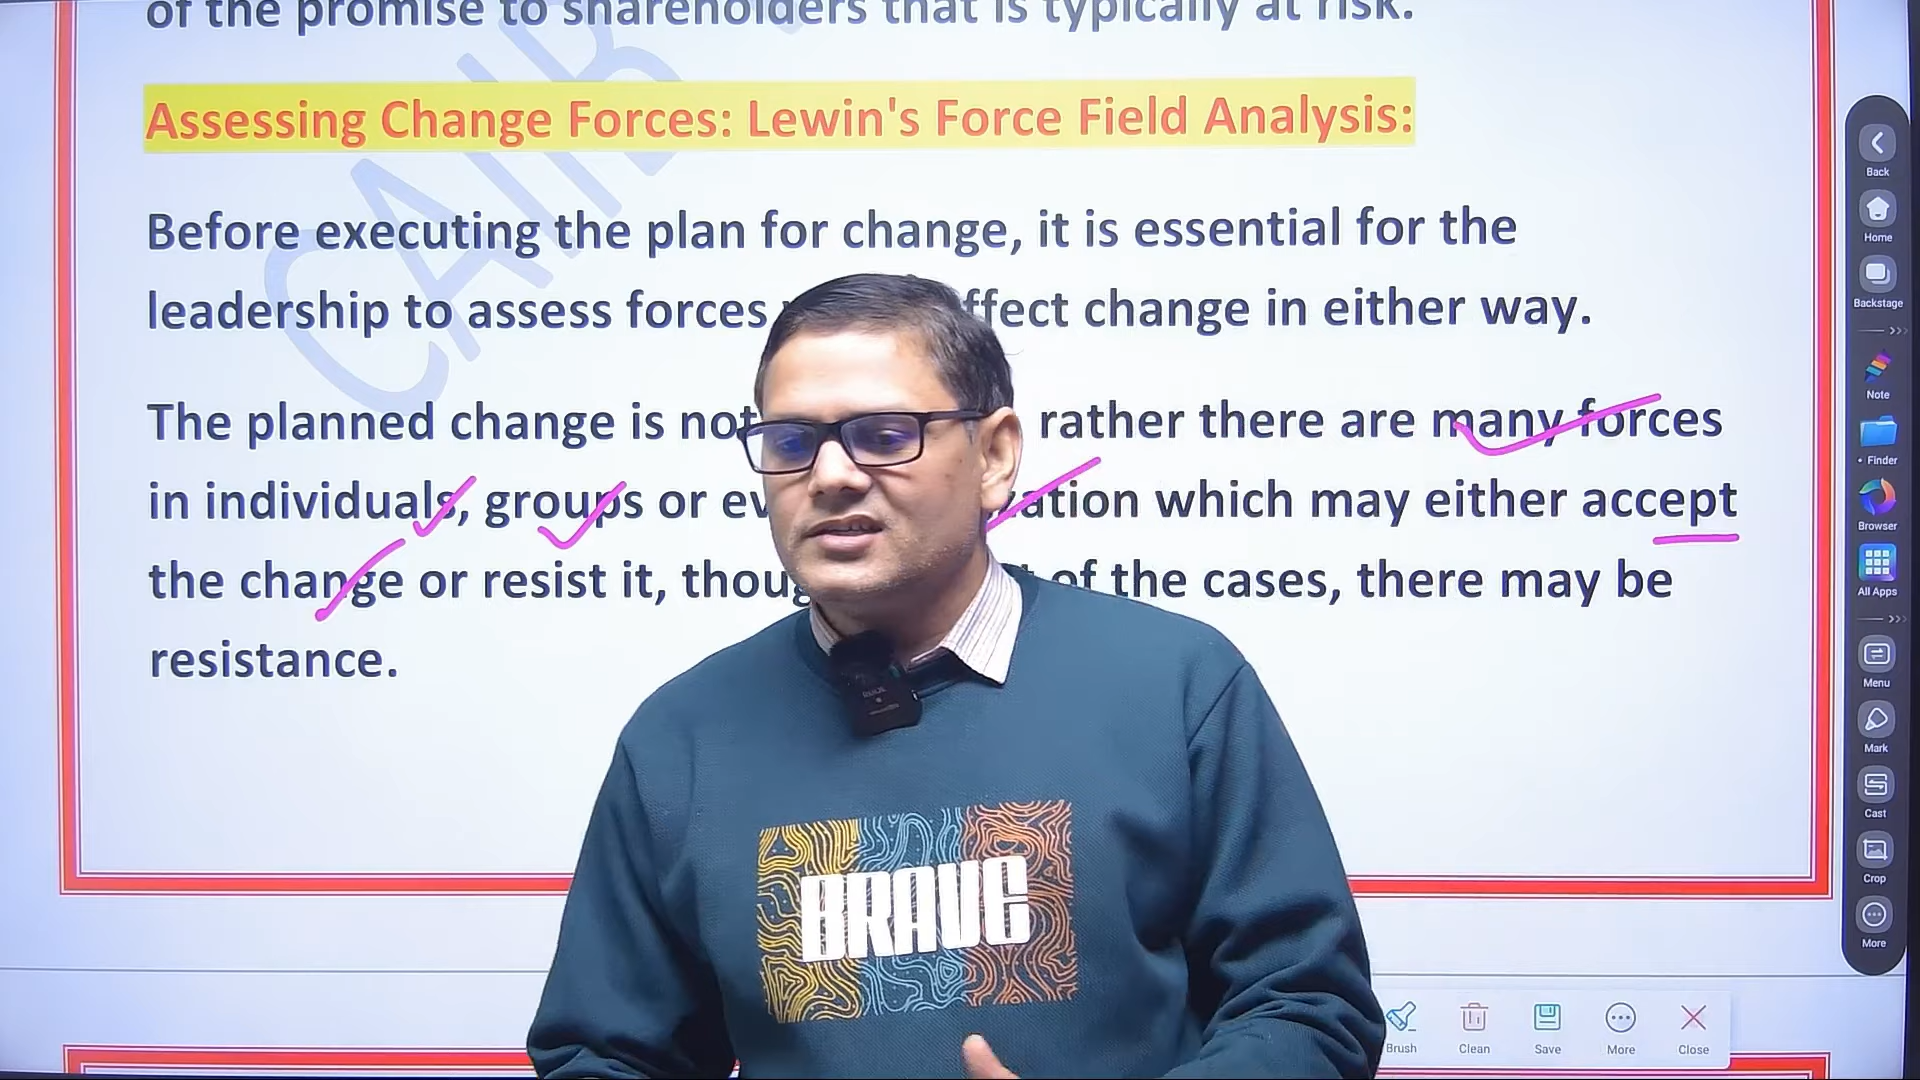 of the promise to shareholders that is typically at risk.
Assessing Change Forces: Lewin's Force Field Analysis:
Before executing the plan for change, it is essential for the
leadership to assess forces ffect change in either way.
The planned change is not rather there are many forces
in individuals, groups or ev zation which may either accept
the change or resist it, thoug of the cases, there may be
resistance.
CAIIB
BRAVE
Back
Home
Backstage
Note
Finder
Browser
All Apps
Menu
Mark
Cast
Crop
More
Brush
Clean
Save
More
Close